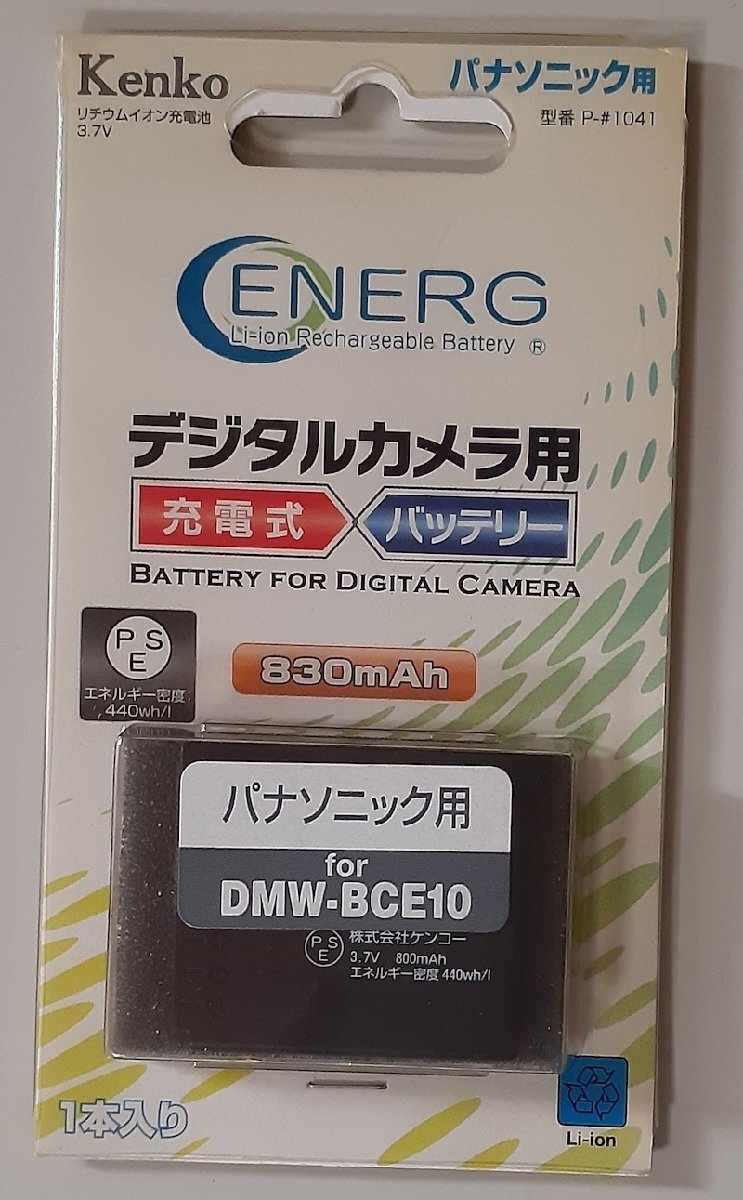 Kenko
リチウムイオン充電池
3.7V
パナソニック用
型番 P-#1041
ENERG
Li-ion Rechargeable Battery ®
デジタルカメラ用
充電式 バッテリー
BATTERY FOR DIGITAL CAMERA
PSE
エネルギー密度
440wh/l
830mAh
パナソニック用
for
DMW-BCE10
PSE
株式会社ケンコー
3.7V 800mAh
エネルギー密度 440wh/l
1本入り
Li-ion